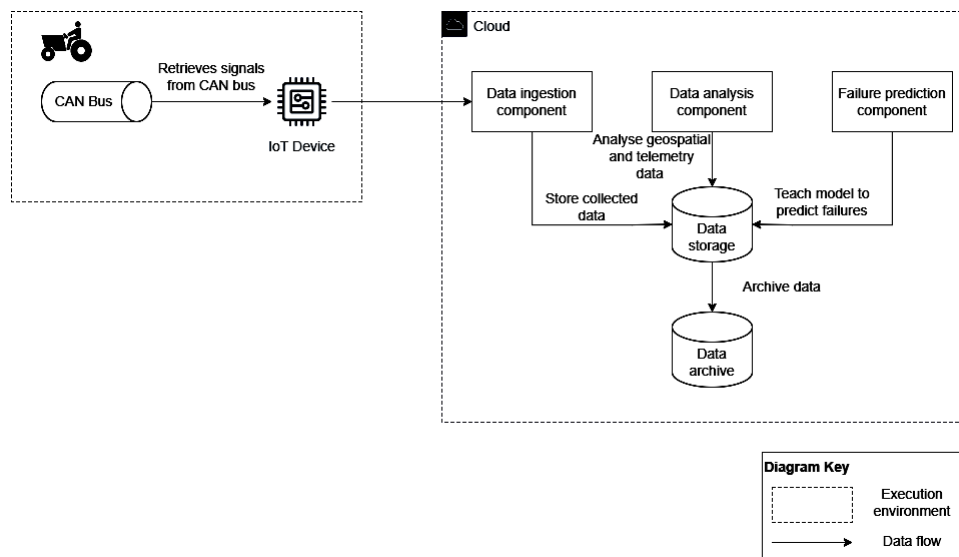 Cloud
Retrieves signals
from CAN bus
CAN Bus
IoT Device
Data ingestion
component
Data analysis
component
Failure prediction
component
Analyse geospatial
and telemetry
data
Store collected
data
Teach model to
predict failures
Data
storage
Archive data
Data
archive
Diagram Key
Execution
environment
Data flow